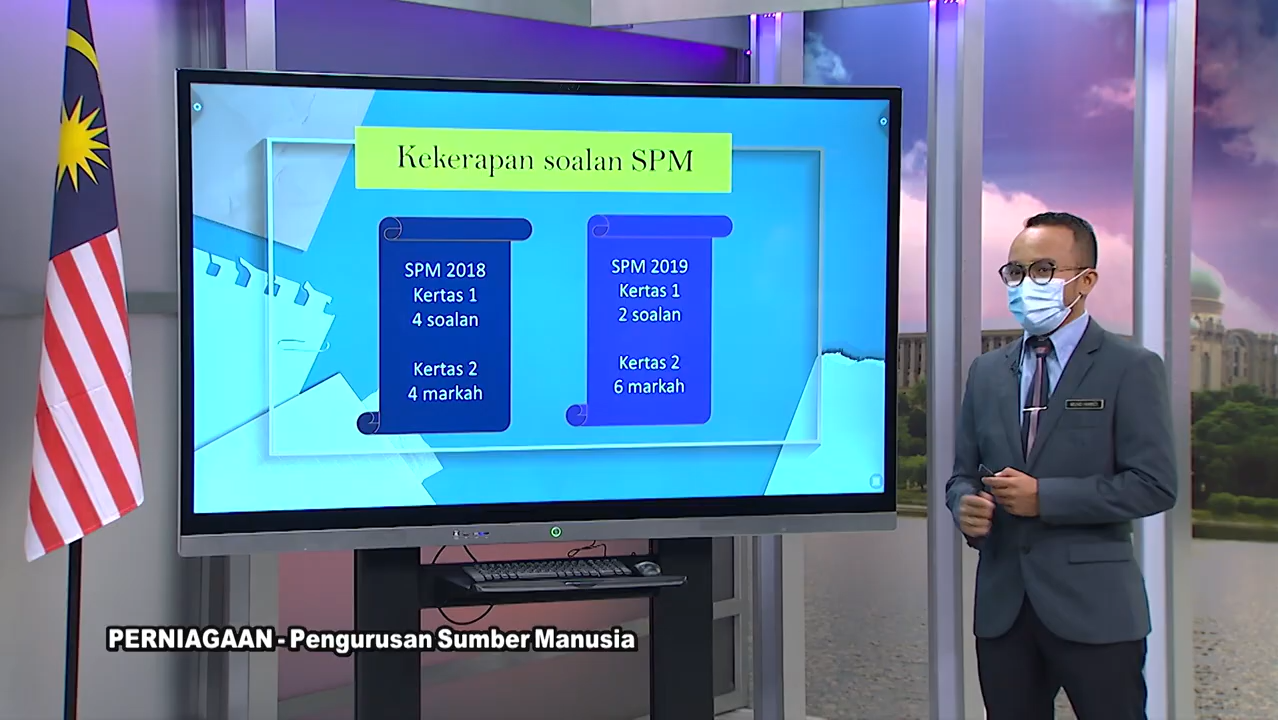 Kekerapan soalan SPM
SPM 2018
Kertas 1
4 soalan
Kertas 2
4 markah
SPM 2019
Kertas 1
2 soalan
Kertas 2
6 markah
PERNIAGAAN - Pengurusan Sumber Manusia